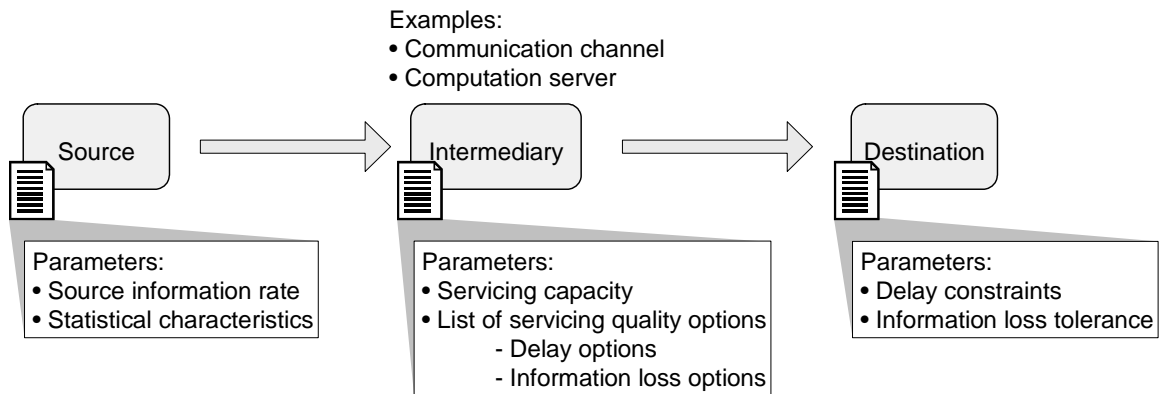 Examples:
• Communication channel
• Computation server
Source
Intermediary
Destination
Parameters:
• Source information rate
• Statistical characteristics
Parameters:
• Servicing capacity
• List of servicing quality options
- Delay options
- Information loss options
Parameters:
• Delay constraints
• Information loss tolerance